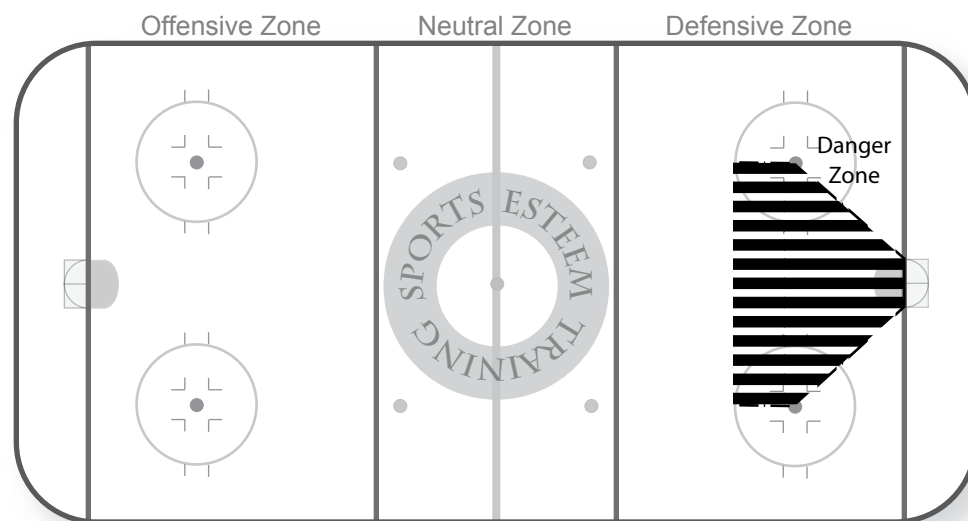 Offensive Zone
Neutral Zone
Defensive Zone
Danger
Zone
SPORTS ESTEEM
TRAINING